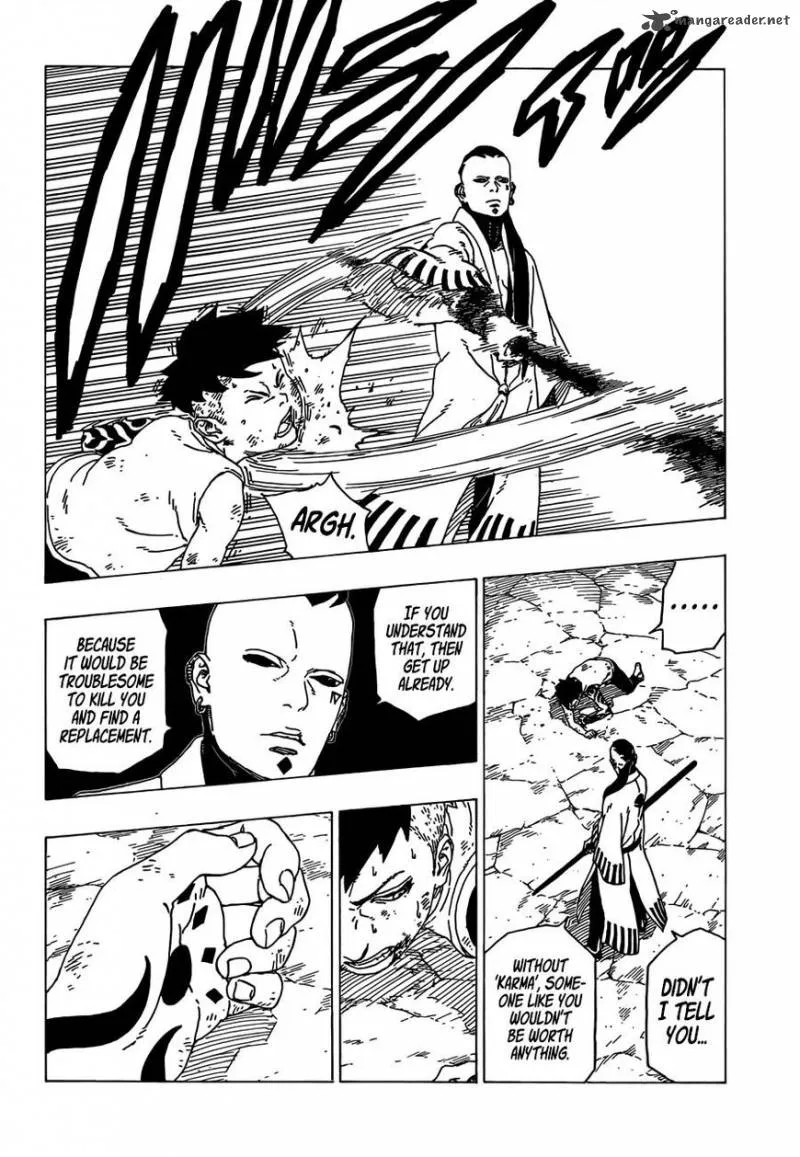 mangareader.net
ARGH.
.....
DIDN'T
I TELL
YOU...
WITHOUT
'KARMA', SOME-
ONE LIKE YOU
WOULDN'T
BE WORTH
ANYTHING.
IF YOU
UNDERSTAND
THAT, THEN
GET UP
ALREADY.
BECAUSE
IT WOULD BE
TROUBLESOME
TO KILL YOU
AND FIND A
REPLACEMENT.